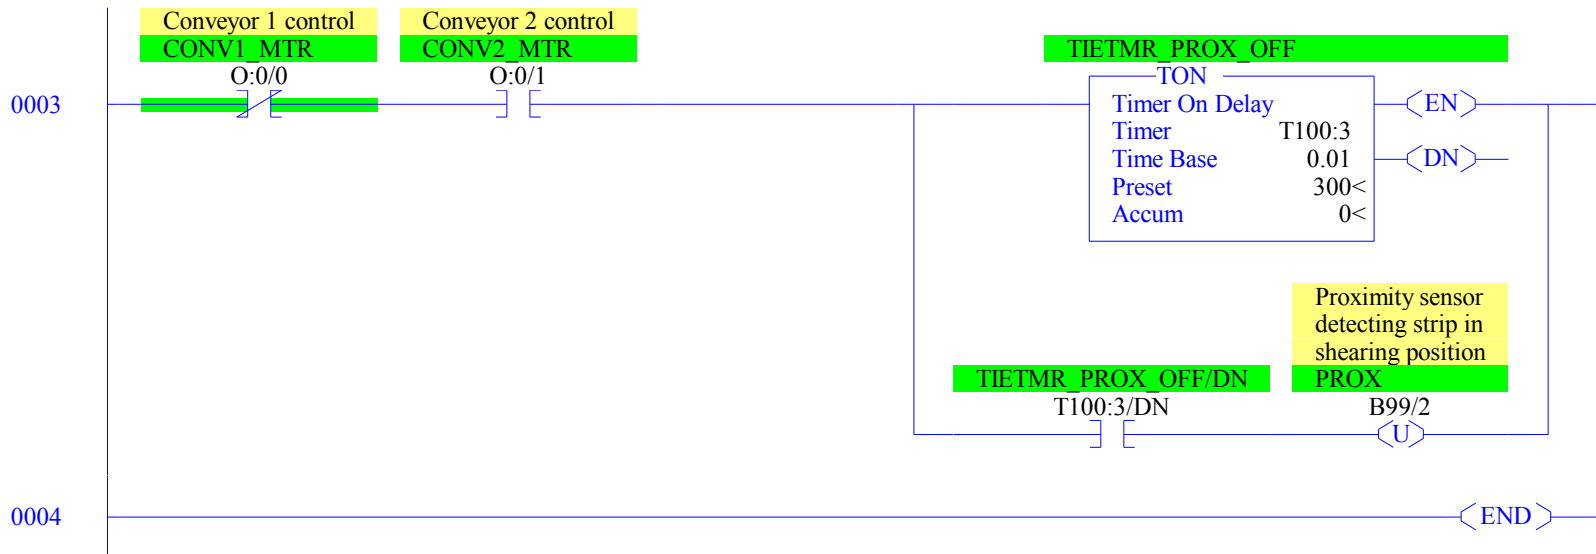 Conveyor 1 control
CONV1_MTR
O:0/0
Conveyor 2 control
CONV2_MTR
O:0/1
0003
TIETMR_PROX_OFF
TON
Timer On Delay
Timer T100:3
Time Base 0.01
Preset 300<
Accum 0<
EN
DN
TIETMR_PROX_OFF/DN
T100:3/DN
Proximity sensor
detecting strip in
shearing position
PROX
B99/2
U
0004
END